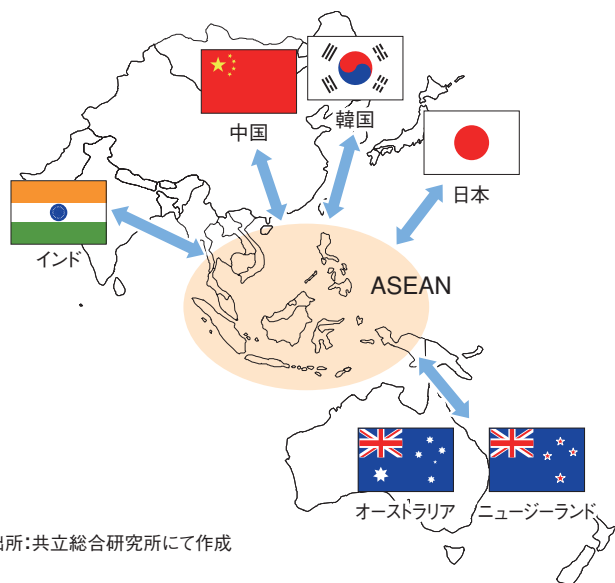 中国
韓国
日本
インド
ASEAN
オーストラリア
ニュージーランド
出所：共立総合研究所にて作成